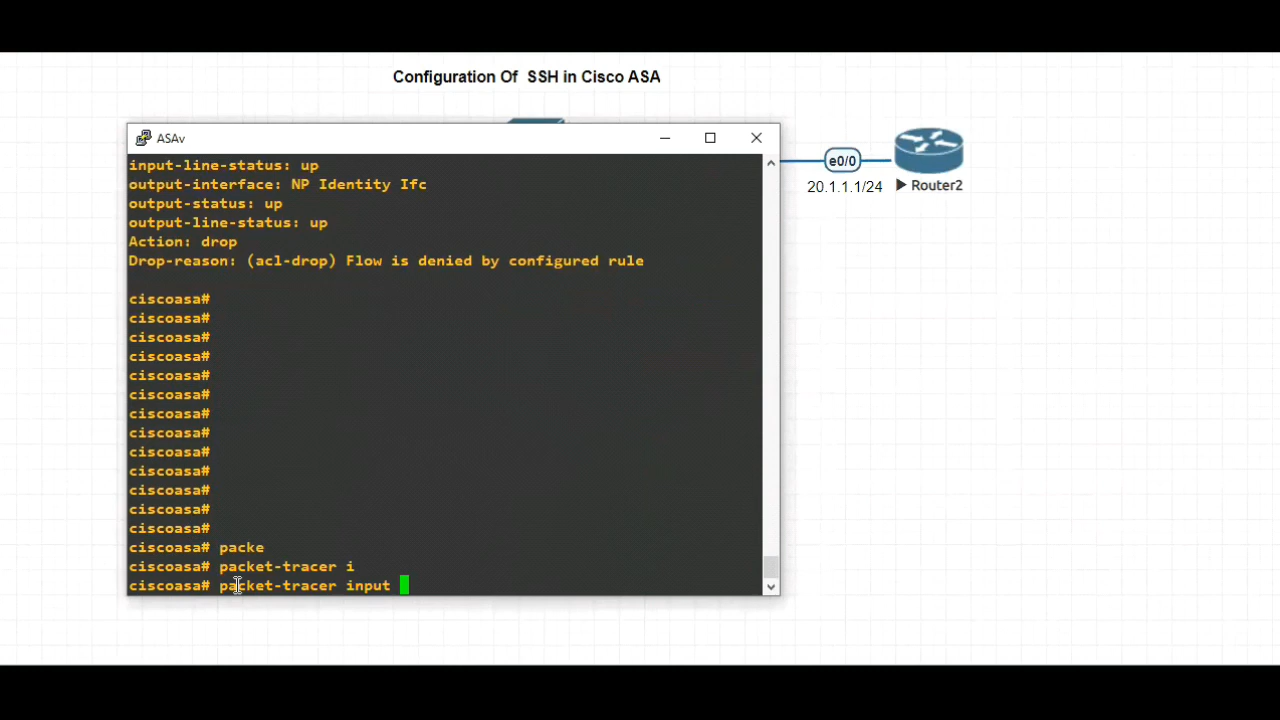 Configuration Of SSH in Cisco ASA
ASAv
input-line-status: up
output-interface: NP Identity Ifc
output-status: up
output-line-status: up
Action: drop
Drop-reason: (acl-drop) Flow is denied by configured rule
ciscoasa#
ciscoasa#
ciscoasa#
ciscoasa#
ciscoasa#
ciscoasa#
ciscoasa#
ciscoasa#
ciscoasa#
ciscoasa#
ciscoasa#
ciscoasa#
ciscoasa#
ciscoasa# packe
ciscoasa# packet-tracer i
ciscoasa# packet-tracer input
e0/0
20.1.1.1/24
Router2